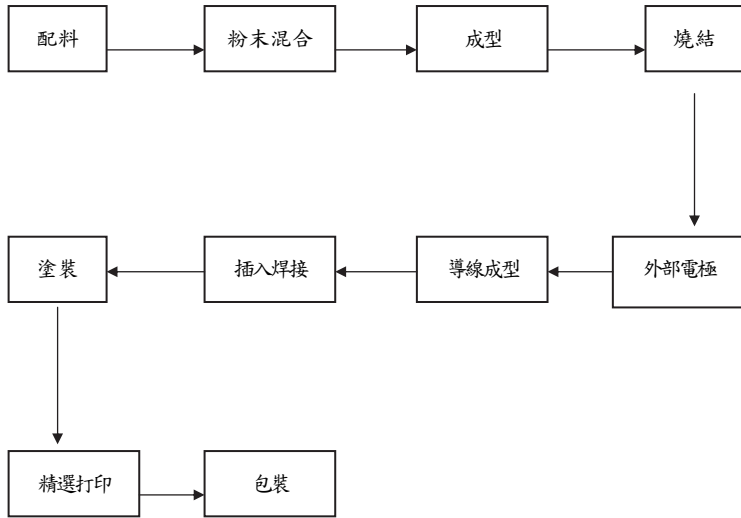 配料
粉末混合
成型
燒結
外部電極
導線成型
插入焊接
塗裝
精選打印
包裝